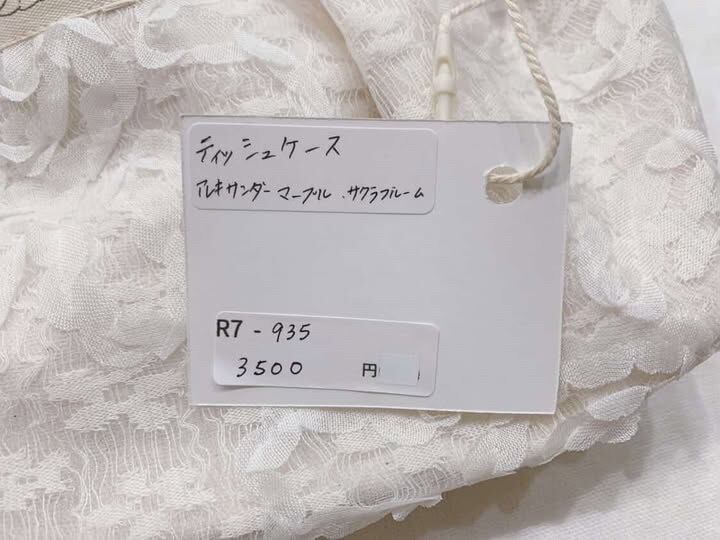 ティッシュケース
アレキサンダー マーブル.サクラブルーム
R7 - 935
3500 円